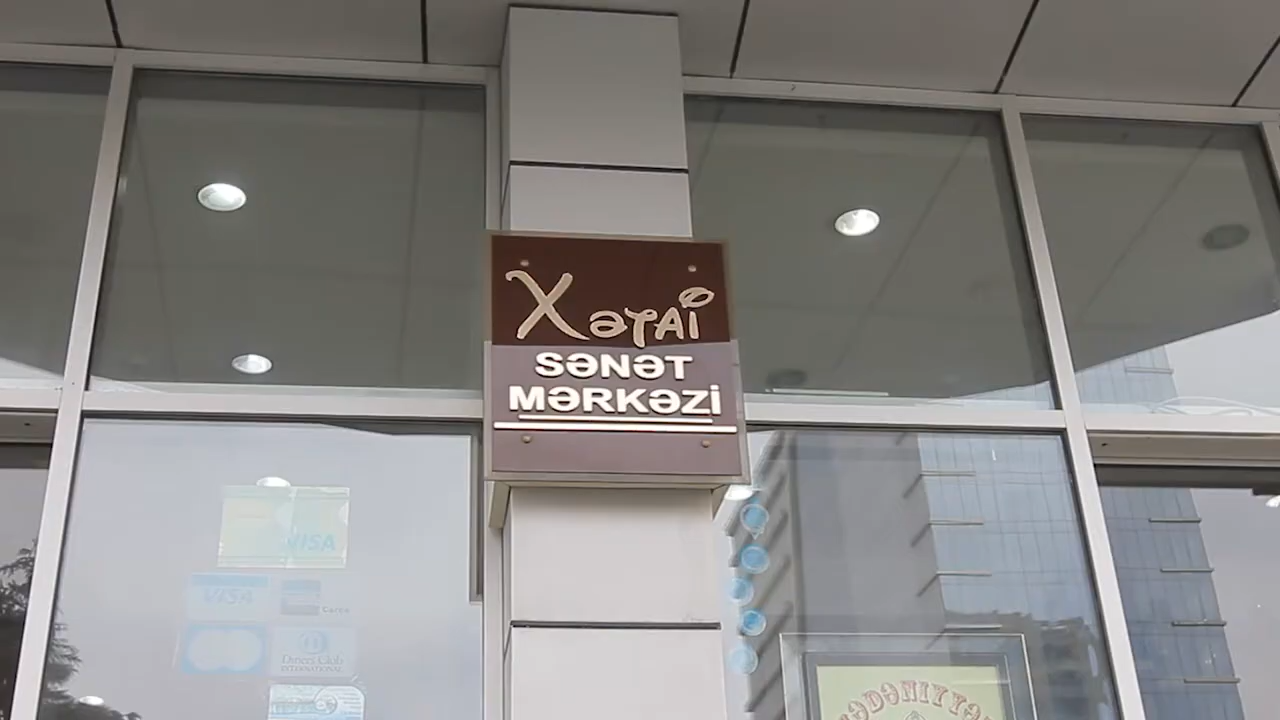 Xətai
SƏNƏT
MƏRKƏZİ
VISA
VISA
Diners Club
INTERNATIONAL